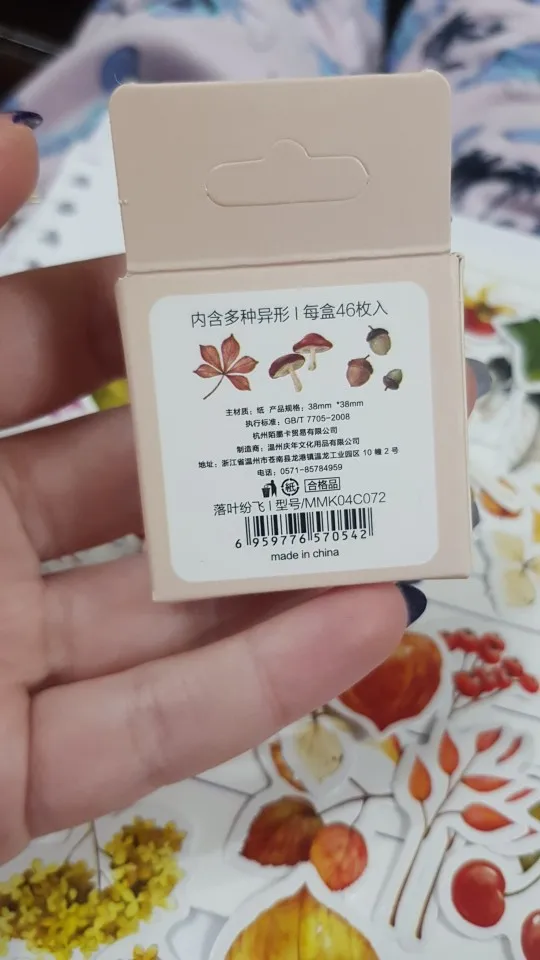 内含多种异形 | 每盒46枚入
主材质：纸 产品规格：38mm *38mm
执行标准：GB/T 7705-2008
杭州陌墨卡贸易有限公司
制造商：温州庆年文化用品有限公司
地址：浙江省温州市苍南县龙港镇温龙工业园区 10 幢 2 号
电话：0571-85784959
纸 合格品
落叶纷飞 | 型号/MMK04C072
6 959776 570542
made in china